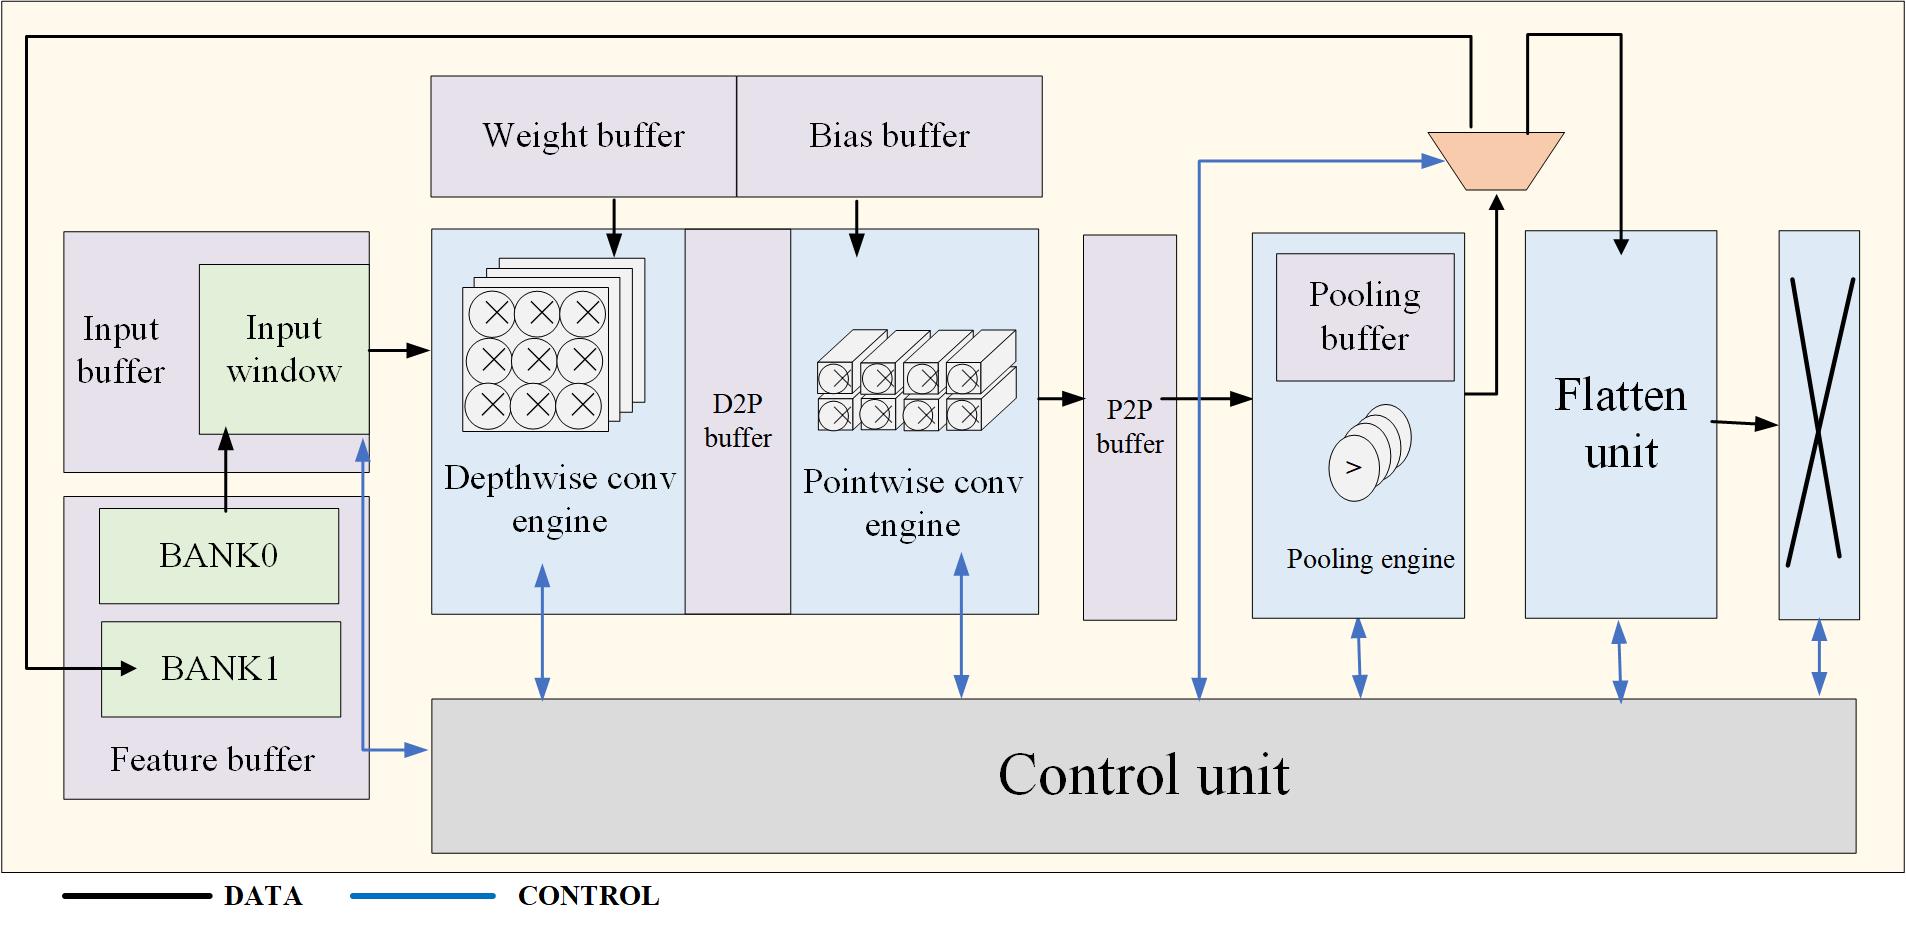 Weight buffer
Bias buffer
Input
buffer
Input
window
BANK0
BANK1
Feature buffer
Depthwise conv
engine
D2P
buffer
Pointwise conv
engine
P2P
buffer
Pooling
buffer
>
Pooling engine
Flatten
unit
Control unit
DATA
CONTROL